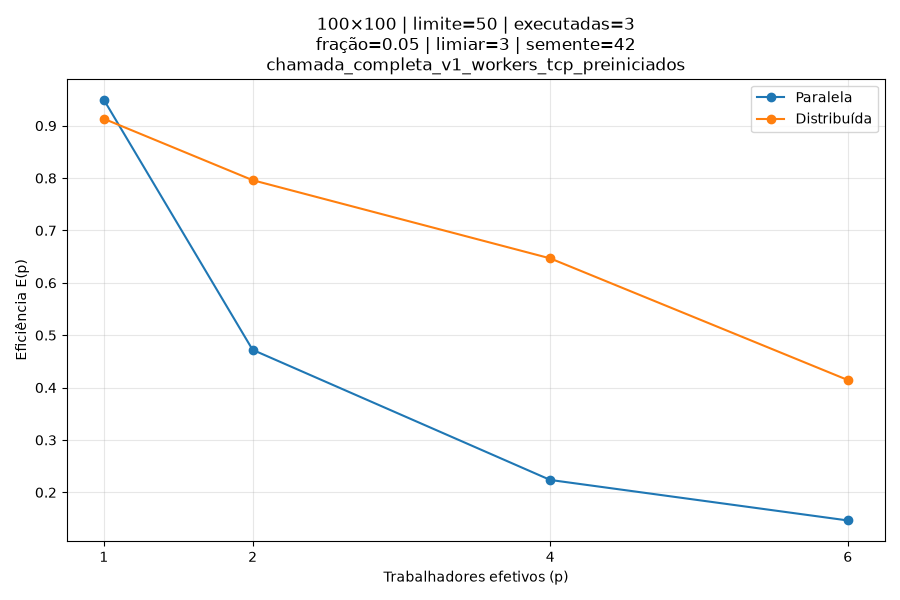 100×100 | limite=50 | executadas=3
fração=0.05 | limiar=3 | semente=42
chamada_completa_v1_workers_tcp_preiniciados
Paralela
Distribuída
Eficiência E(p)
0.9
0.8
0.7
0.6
0.5
0.4
0.3
0.2
1
2
4
6
Trabalhadores efetivos (p)